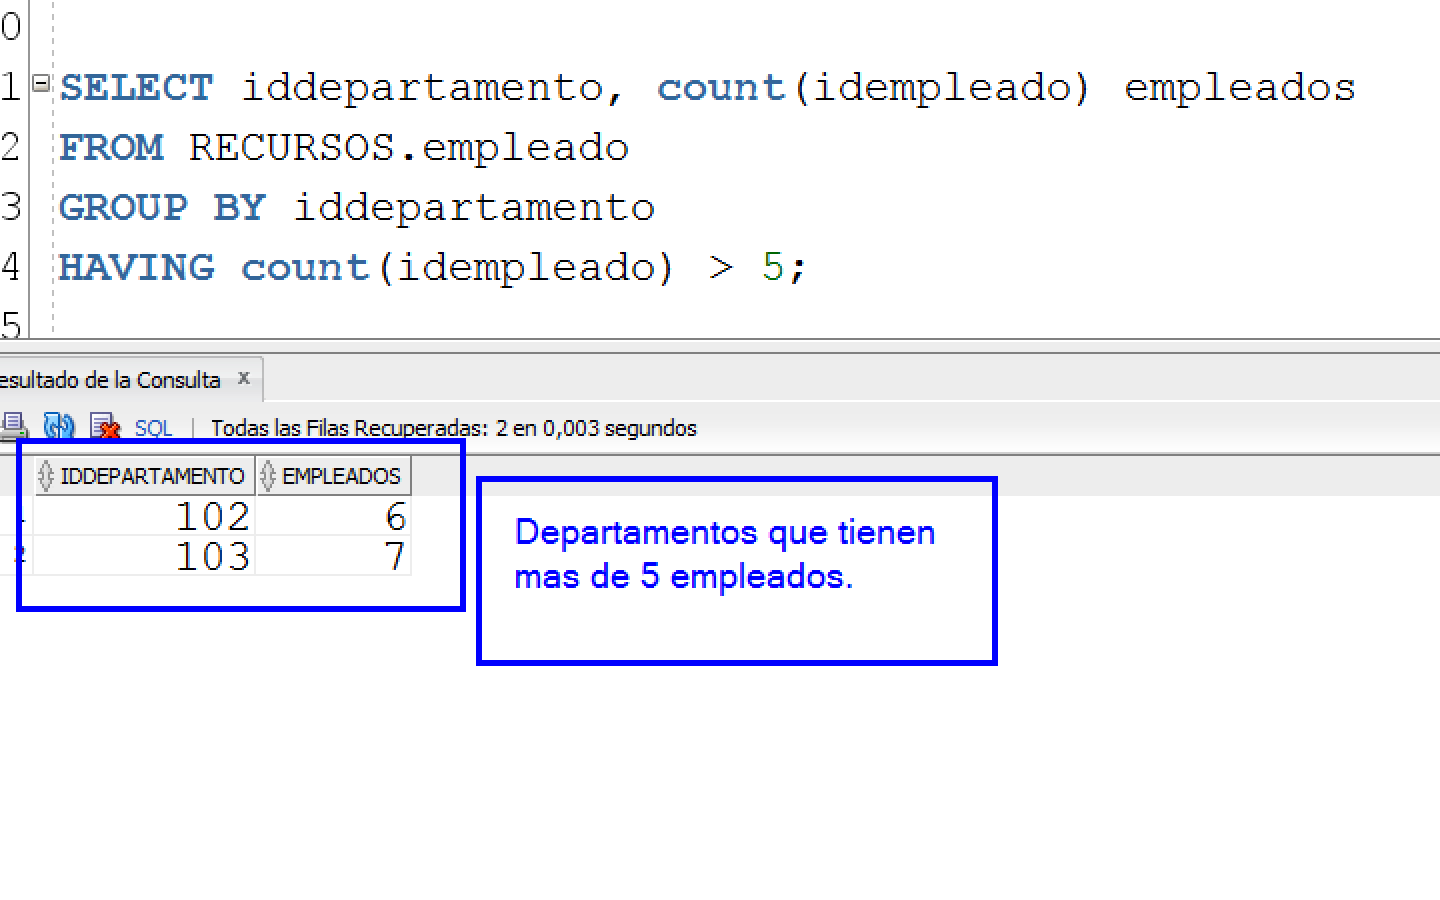 0
1 SELECT iddepartamento, count(idempleado) empleados
2 FROM RECURSOS.empleado
3 GROUP BY iddepartamento
4 HAVING count(idempleado) > 5;
5
esultado de la Consulta x
SQL | Todas las Filas Recuperadas: 2 en 0,003 segundos
IDDEPARTAMENTO EMPLEADOS
102 6
2 103 7
Departamentos que tienen
mas de 5 empleados.